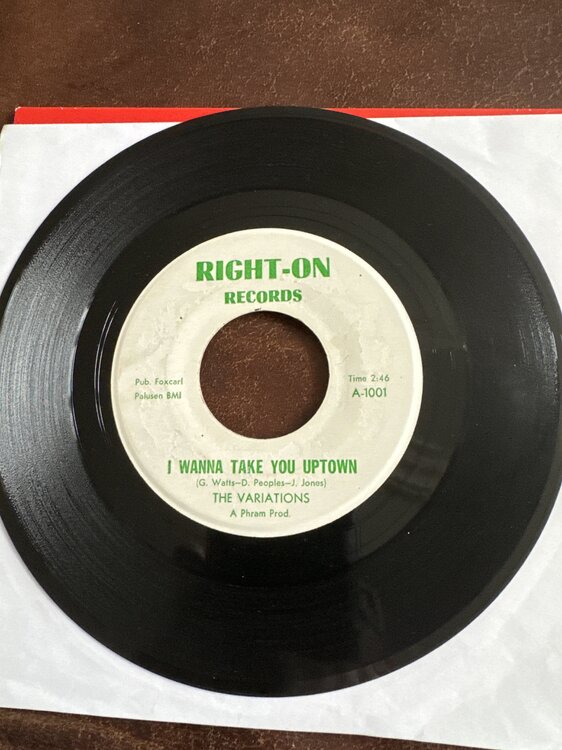 RIGHT-ON
RECORDS
Pub. Foxcarl
Palusen BMI
Time 2:46
A-1001
I WANNA TAKE YOU UPTOWN
(G. Watts-D. Peoples-J. Jones)
THE VARIATIONS
A Phram Prod.